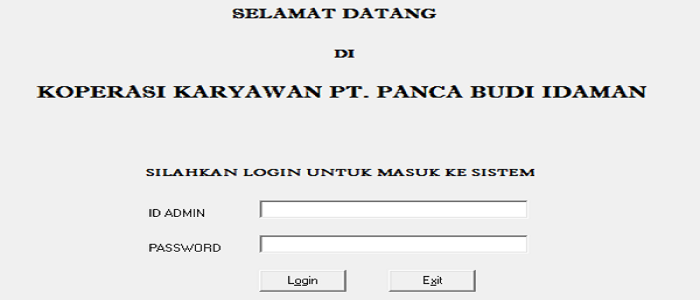 SELAMAT DATANG
DI
KOPERASI KARYAWAN PT. PANCA BUDI IDAMAN
SILAHKAN LOGIN UNTUK MASUK KE SISTEM
ID ADMIN
PASSWORD
Login Exit